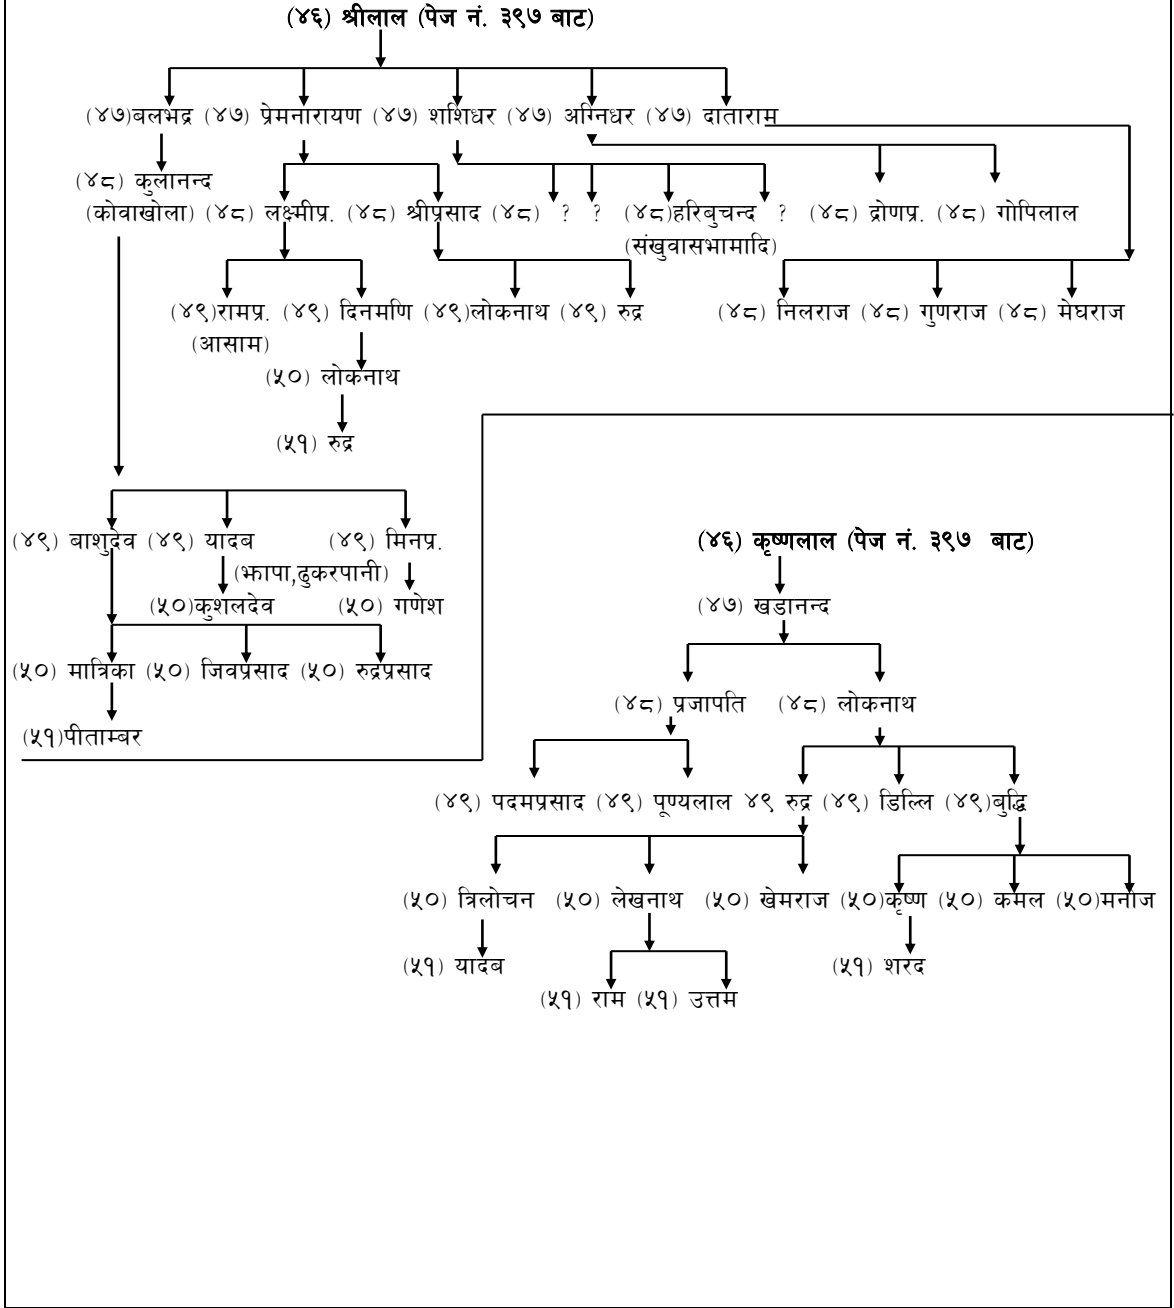 (४६) श्रीलाल (पेज नं. ३९७ बाट)
(४७)बलभद्र (४७) प्रेमनारायण (४७) शशिधर (४७) अग्निधर (४७) दाताराम
(४८) कुलानन्द
(कोवाखोला) (४८) लक्ष्मीप्र. (४८) श्रीप्रसाद (४८) ? ? (४८)हरिबुचन्द ? (४८) द्रोणप्र. (४८) गोपिलाल
(संखुवासभामादि)
(४९)रामप्र. (४९) दिनमणि (४९)लोकनाथ (४९) रुद्र (४८) निलराज (४८) गुणराज (४८) मेघराज
(आसाम)
(५०) लोकनाथ
(५१) रुद्र
(४९) बाशुदेव (४९) यादब (४९) मिनप्र.
(झापा,ढुकरपानी)
(५०)कुशलदेव (५०) गणेश
(५०) मात्रिका (५०) जिवप्रसाद (५०) रुद्रप्रसाद
(५१)पीताम्बर
(४६) कृष्णलाल (पेज नं. ३९७ बाट)
(४७) खडानन्द
(४८) प्रजापति (४८) लोकनाथ
(४९) पदमप्रसाद (४९) पूण्यलाल ४९ रुद्र (४९) डिल्लि (४९)बुद्धि
(५०) त्रिलोचन (५०) लेखनाथ (५०) खेमराज (५०)कृष्ण (५०) कमल (५०)मनोज
(५१) यादब (५१) शरद
(५१) राम (५१) उत्तम